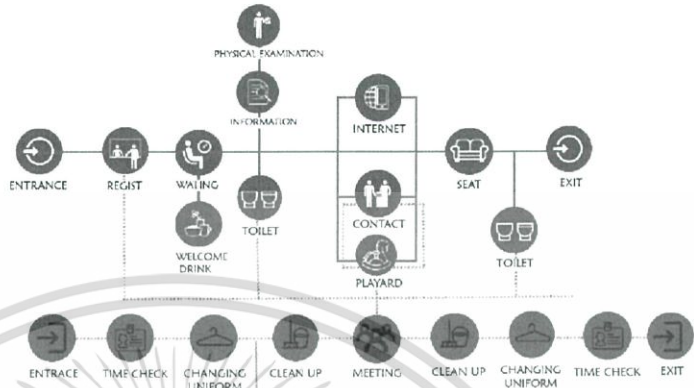 PHYSICAL EXAMINATION
INFORMATION
INTERNET
ENTRANCE
REGIST
WATING
SEAT
EXIT
TOILET
CONTACT
WELCOME
DRINK
TOILET
PLAYARD
ENTRACE
TIME CHECK
CHANGING
UNIFORM
CLEAN UP
MEETING
CLEAN UP
CHANGING
UNIFORM
TIME CHECK
EXIT